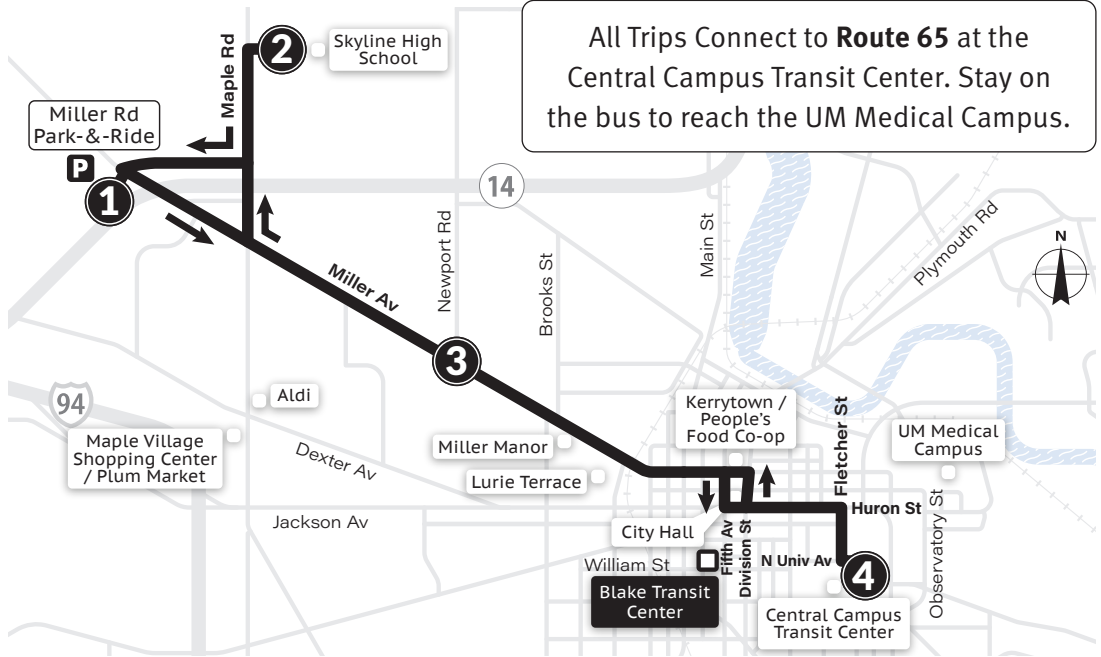 All Trips Connect to Route 65 at the
Central Campus Transit Center. Stay on
the bus to reach the UM Medical Campus.
Maple Rd
2
Skyline High
School
Miller Rd
Park-&-Ride
P
1
14
Newport Rd
Brooks St
Main St
Plymouth Rd
N
Miller Av
3
94
Aldi
Maple Village
Shopping Center
/ Plum Market
Dexter Av
Jackson Av
Miller Manor
Lurie Terrace
Kerrytown /
People's
Food Co-op
Fletcher St
UM Medical
Campus
Huron St
Observatory St
City Hall
Fifth Av
Division St
William St
N Univ Av
4
Blake Transit
Center
Central Campus
Transit Center